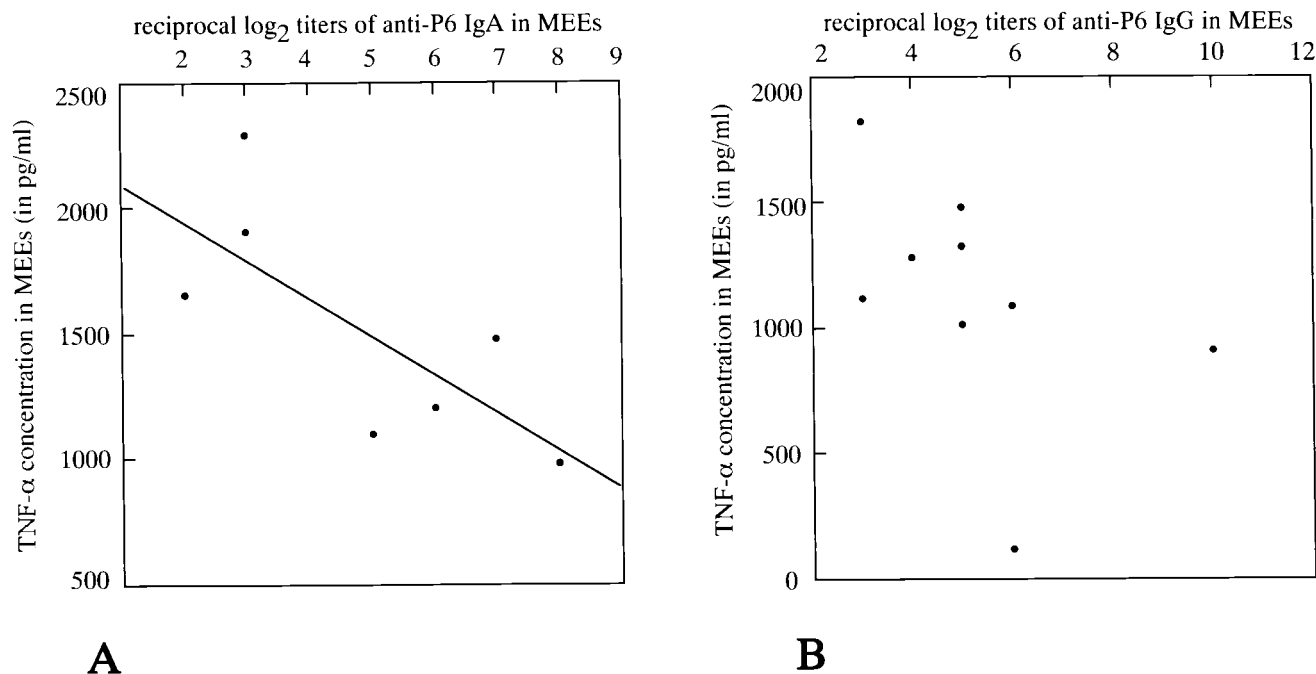 reciprocal log2 titers of anti-P6 IgA in MEEs
2 3 4 5 6 7 8 9
2500
2000
1500
1000
500
TNF-α concentration in MEEs (in pg/ml)
A
reciprocal log2 titers of anti-P6 IgG in MEEs
2 4 6 8 10 12
2000
1500
1000
500
0
TNF-α concentration in MEEs (in pg/ml)
B